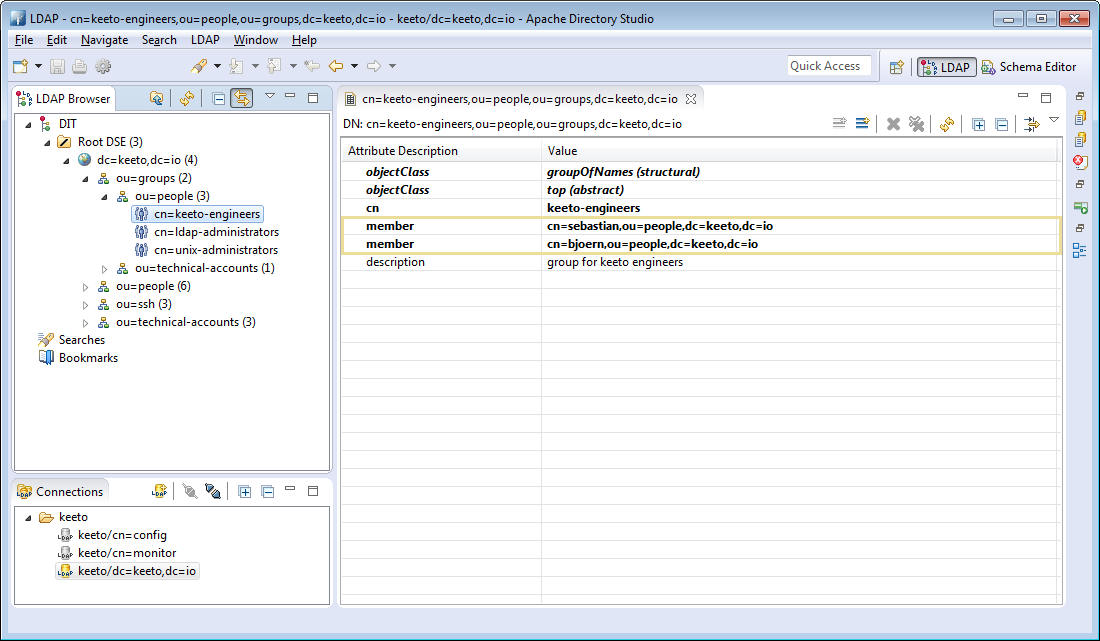 LDAP - cn=keeto-engineers,ou=people,ou=groups,dc=keeto,dc=io - keeto/dc=keeto,dc=io - Apache Directory Studio
File Edit Navigate Search LDAP Window Help
Quick Access LDAP Schema Editor
LDAP Browser
DIT
Root DSE (3)
dc=keeto,dc=io (4)
ou=groups (2)
ou=people (3)
cn=keeto-engineers
cn=ldap-administrators
cn=unix-administrators
ou=technical-accounts (1)
ou=people (6)
ou=ssh (3)
ou=technical-accounts (3)
Searches
Bookmarks
Connections
LDAP
keeto
LDAP keeto/cn=config
LDAP keeto/cn=monitor
LDAP keeto/dc=keeto,dc=io
cn=keeto-engineers,ou=people,ou=groups,dc=keeto,dc=io
DN: cn=keeto-engineers,ou=people,ou=groups,dc=keeto,dc=io
Attribute Description Value
objectClass groupOfNames (structural)
objectClass top (abstract)
cn keeto-engineers
member cn=sebastian,ou=people,dc=keeto,dc=io
member cn=bjoern,ou=people,dc=keeto,dc=io
description group for keeto engineers